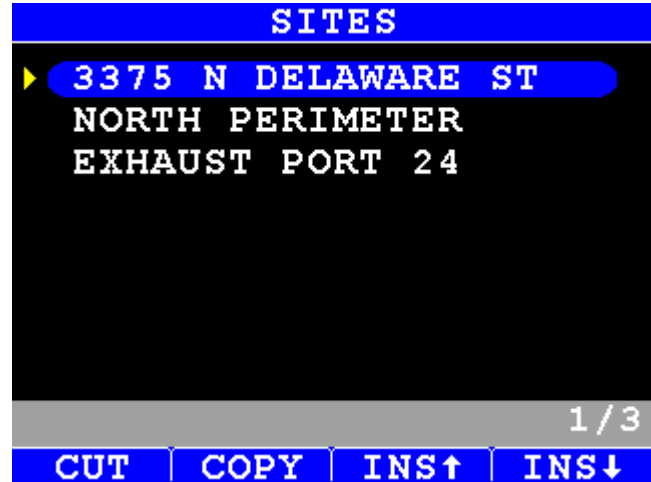 SITES
3375 N DELAWARE ST
NORTH PERIMETER
EXHAUST PORT 24
1/3
CUT COPY INS↑ INS↓